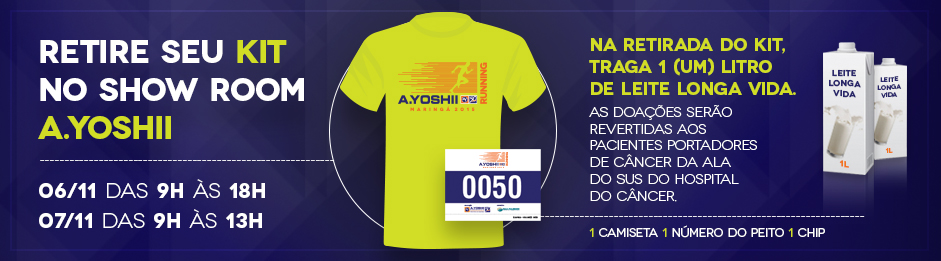 RETIRE SEU KIT
NO SHOW ROOM
A.YOSHII
06/11 DAS 9H ÀS 18H
07/11 DAS 9H ÀS 13H
A.YOSHII
RUNNING
MARINGÁ 2015
A.YOSHII
0050
A.YOSHII
NA RETIRADA DO KIT,
TRAGA 1 (UM) LITRO
DE LEITE LONGA VIDA.
AS DOAÇÕES SERÃO
REVERTIDAS AOS
PACIENTES PORTADORES
DE CÂNCER DA ALA
DO SUS DO HOSPITAL
DO CÂNCER.
1 CAMISETA 1 NÚMERO DO PEITO 1 CHIP
LEITE
LONGA
VIDA
1L
LEITE
LONGA
VIDA
1L